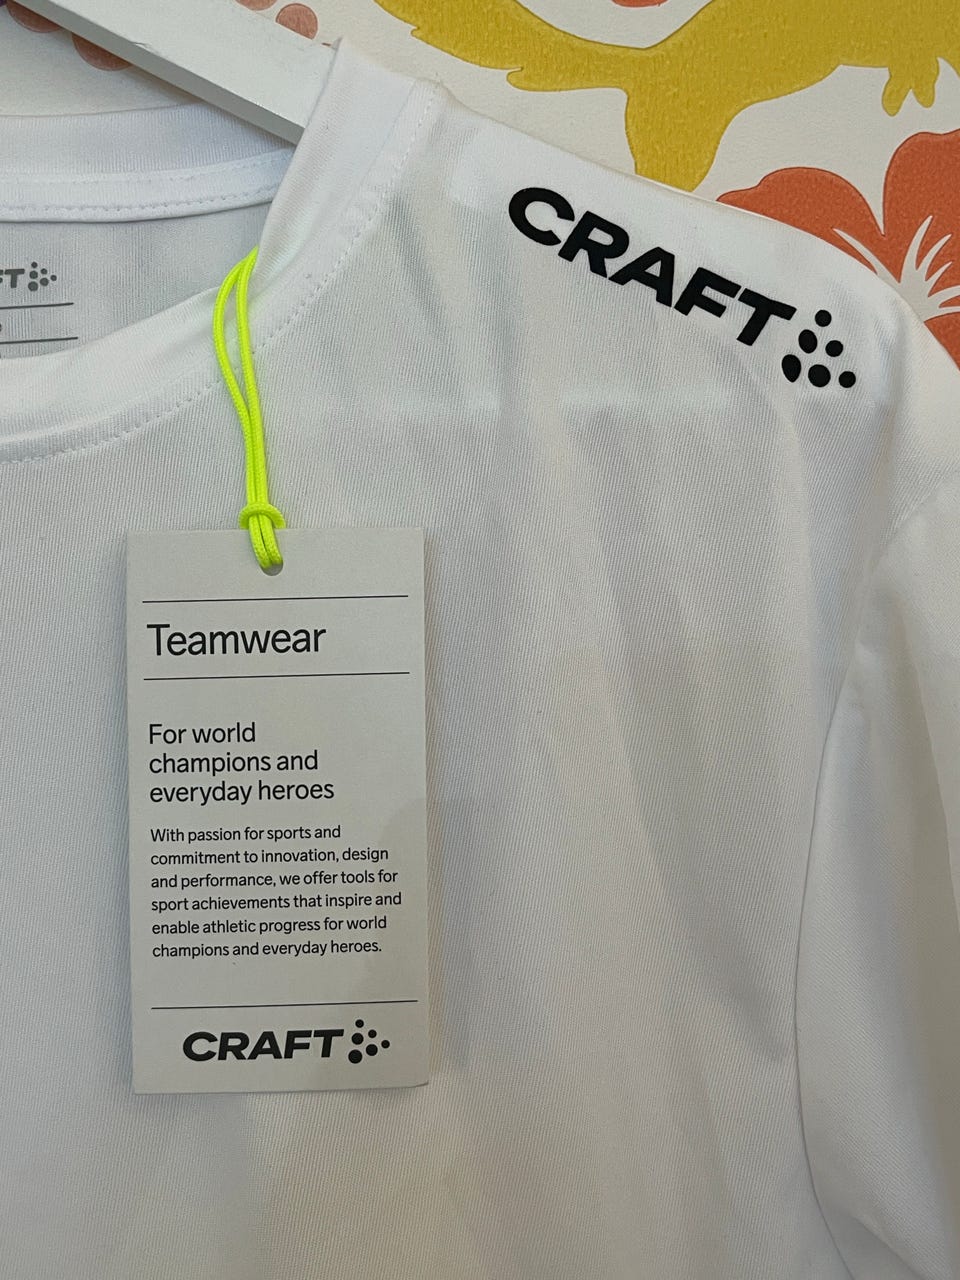 CRAFT
Teamwear
For world
champions and
everyday heroes
With passion for sports and
commitment to innovation, design
and performance, we offer tools for
sport achievements that inspire and
enable athletic progress for world
champions and everyday heroes.
CRAFT